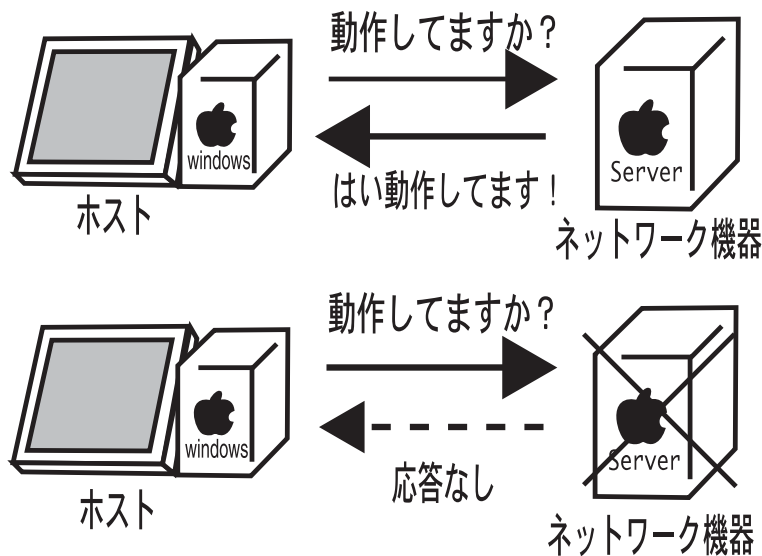 動作してますか？
windows
Server
はい動作してます！
ホスト
ネットワーク機器
動作してますか？
windows
Server
応答なし
ホスト
ネットワーク機器